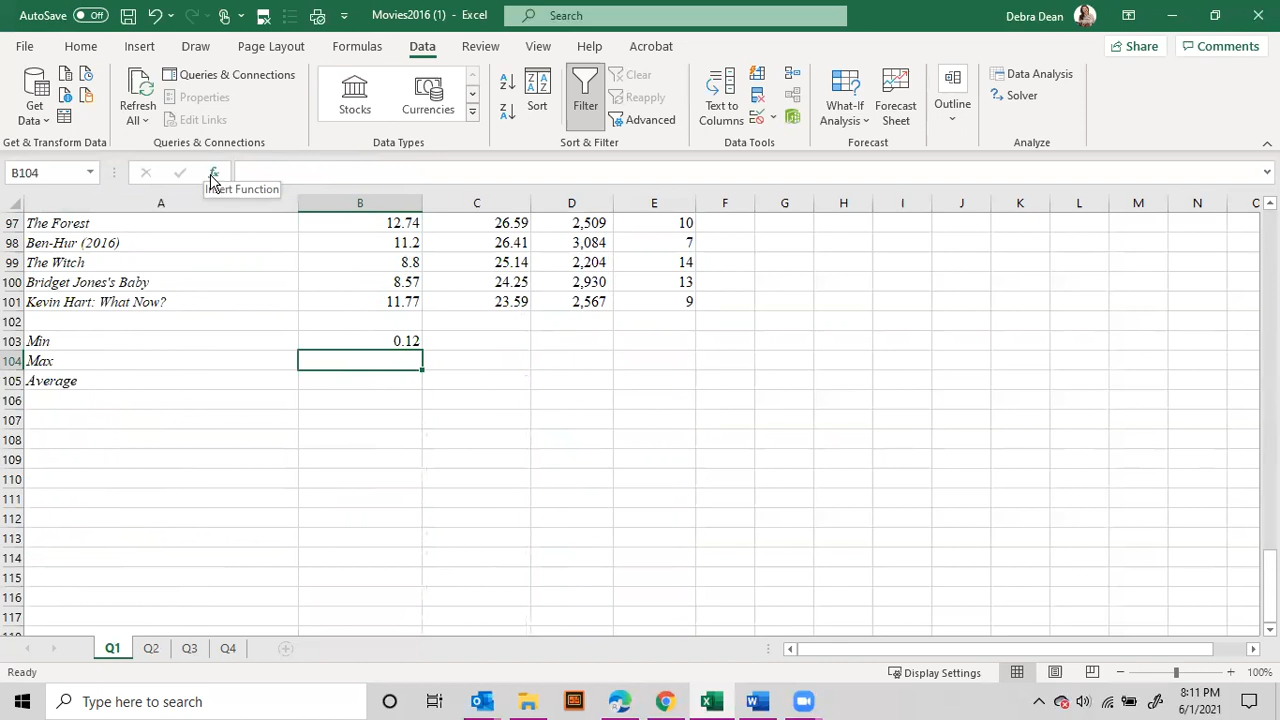 AutoSave Off Movies2016 (1) - Excel Search Debra Dean
File Home Insert Draw Page Layout Formulas Data Review View Help Acrobat Share Comments
Get Data Refresh All Queries & Connections Properties Edit Links Stocks Currencies Sort Filter Clear Reapply Advanced Text to Columns What-If Analysis Forecast Sheet Outline Data Analysis Solver
Get & Transform Data Queries & Connections Data Types Sort & Filter Data Tools Forecast Analyze
B104 fx
Insert Function
A B C D E F G H I J K L M N
97 The Forest 12.74 26.59 2,509 10
98 Ben-Hur (2016) 11.2 26.41 3,084 7
99 The Witch 8.8 25.14 2,204 14
100 Bridget Jones's Baby 8.57 24.25 2,930 13
101 Kevin Hart: What Now? 11.77 23.59 2,567 9
102
103 Min 0.12
104 Max
105 Average
106
107
108
109
110
111
112
113
114
115
116
117
Q1 Q2 Q3 Q4
Ready Display Settings 100%
Type here to search 8:11 PM
6/1/2021